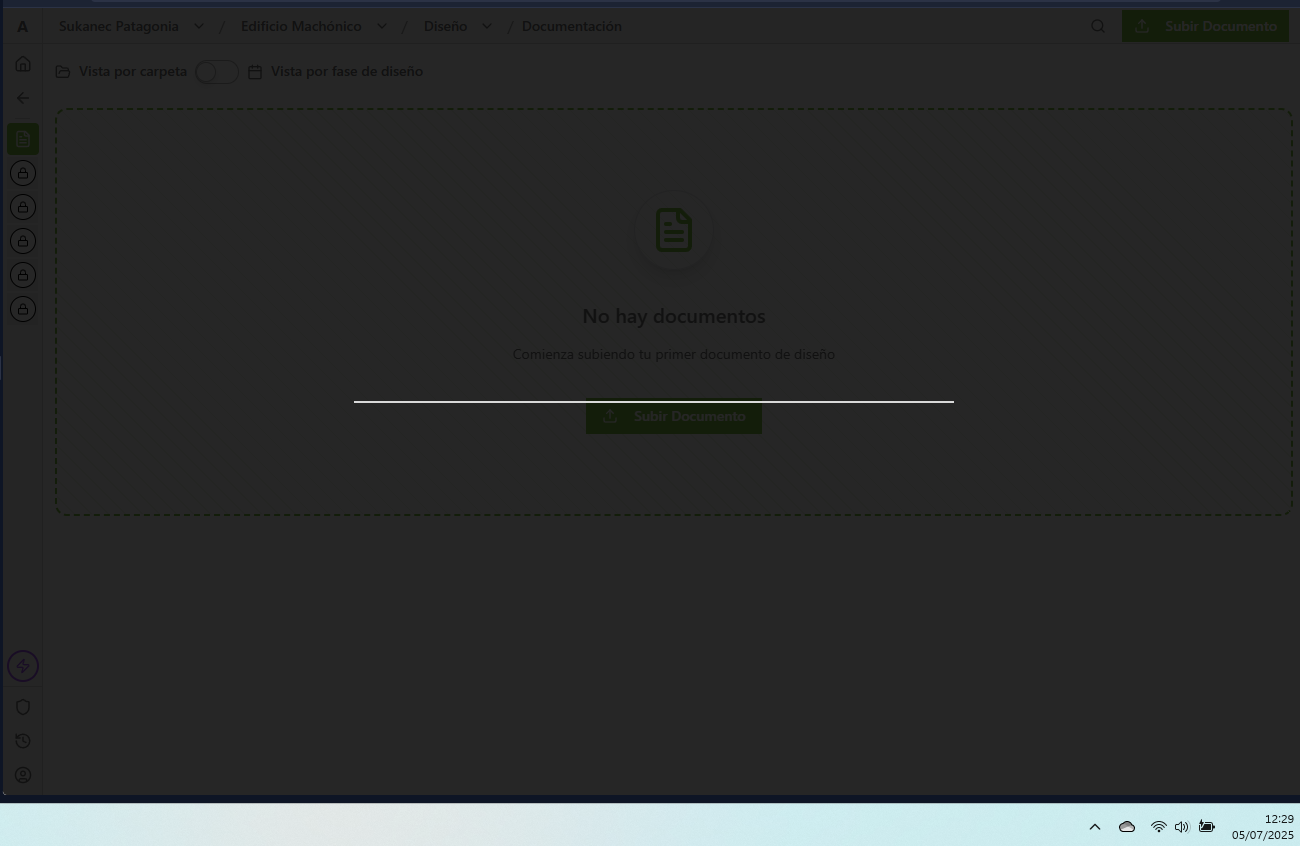 A Sukanec Patagonia / Edificio Machónico / Diseño / Documentación Subir Documento
Vista por carpeta Vista por fase de diseño
No hay documentos
Comienza subiendo tu primer documento de diseño
Subir Documento
12:29
05/07/2025